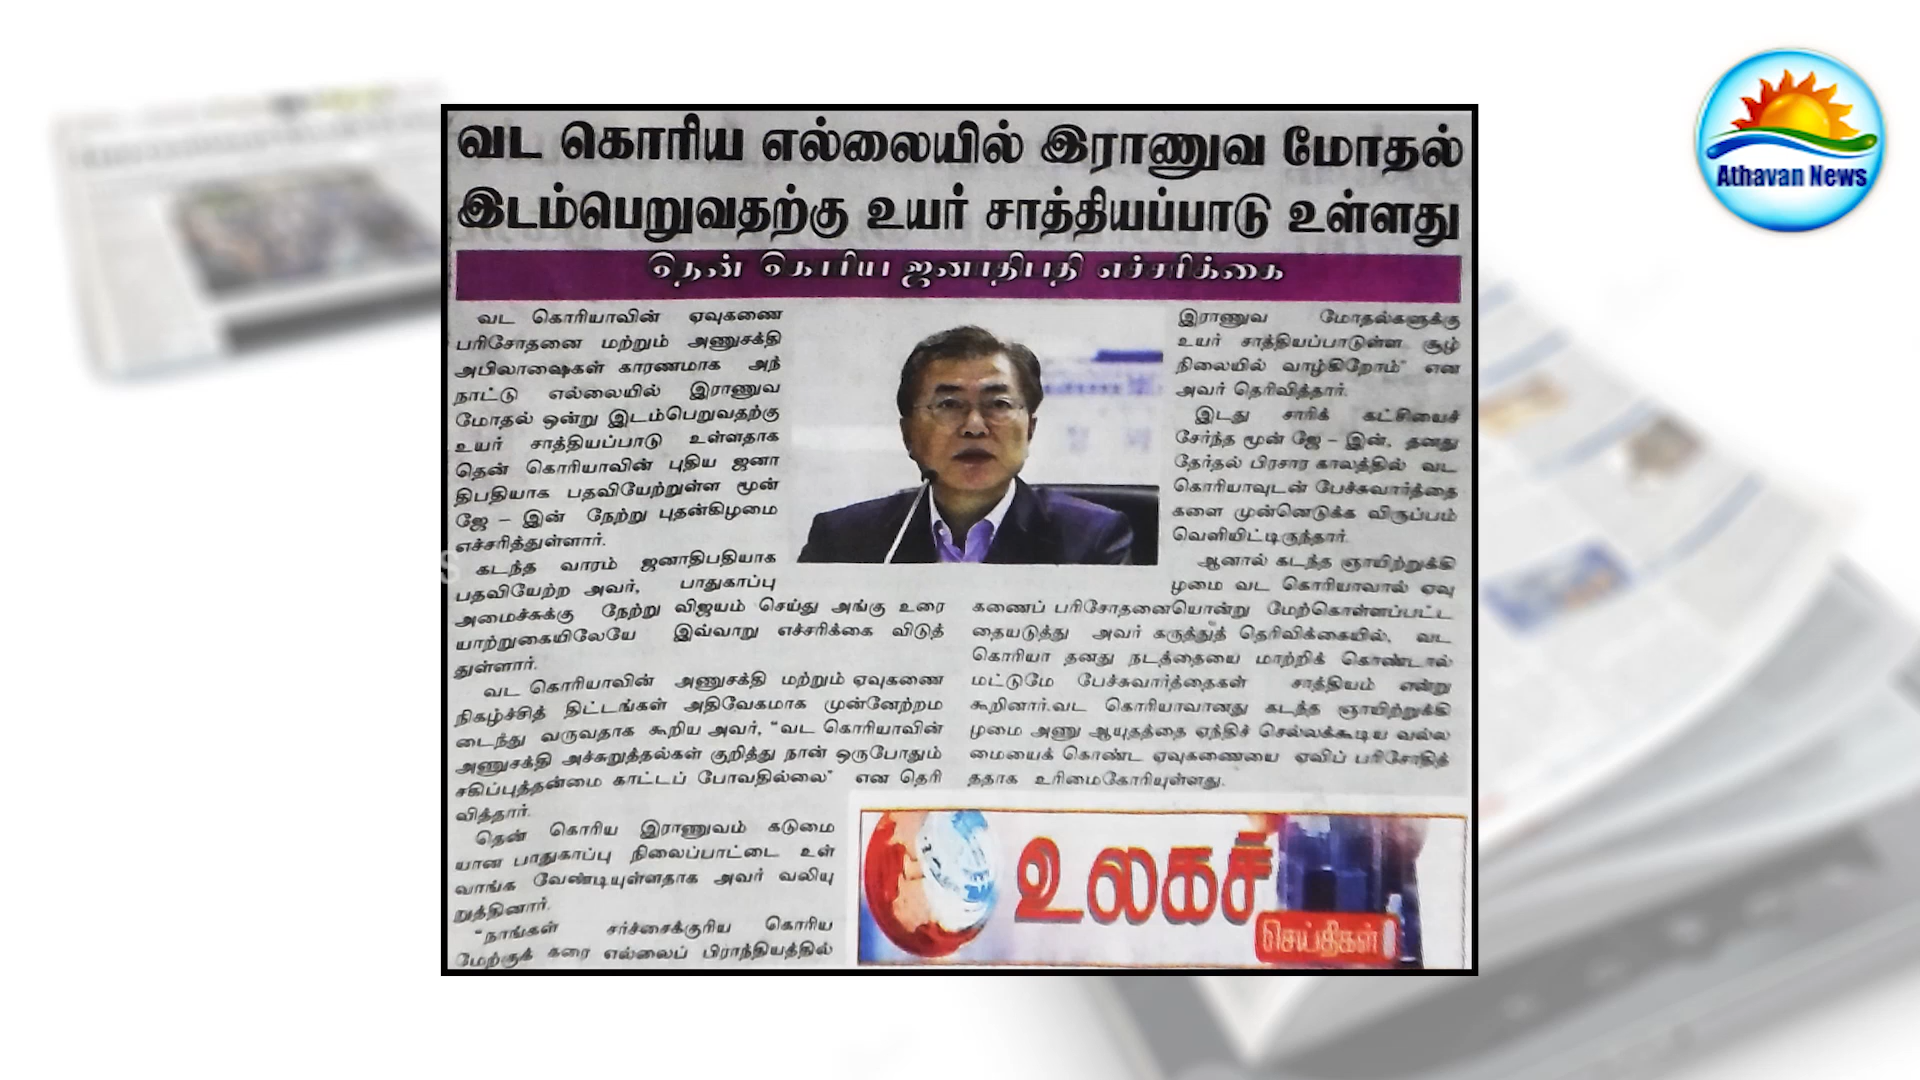 வட கொரிய எல்லையில் இராணுவ மோதல்
இடம்பெறுவதற்கு உயர் சாத்தியப்பாடு உள்ளது
தென் கொரிய ஜனாதிபதி எச்சரிக்கை
வட கொரியாவின் ஏவுகணை
பரிசோதனை மற்றும் அணுசக்தி
அபிலாஷைகள் காரணமாக அந்
நாட்டு எல்லையில் இராணுவ
மோதல் ஒன்று இடம்பெறுவதற்கு
உயர் சாத்தியப்பாடு உள்ளதாக
தென் கொரியாவின் புதிய ஜனா
திபதியாக பதவியேற்றுள்ள மூன்
ஜே – இன் நேற்று புதன்கிழமை
எச்சரித்துள்ளார்.
கடந்த வாரம் ஜனாதிபதியாக
பதவியேற்ற அவர், பாதுகாப்பு
அமைச்சுக்கு நேற்று விஜயம் செய்து அங்கு உரை
யாற்றுகையிலேயே இவ்வாறு எச்சரிக்கை விடுத்
துள்ளார்.
வட கொரியாவின் அணுசக்தி மற்றும் ஏவுகணை
நிகழ்ச்சித் திட்டங்கள் அதிவேகமாக முன்னேற்றம
டைந்து வருவதாக கூறிய அவர், "வட கொரியாவின்
அணுசக்தி அச்சுறுத்தல்கள் குறித்து நான் ஒருபோதும்
சகிப்புத்தன்மை காட்டப் போவதில்லை" என தெரி
வித்தார்.
தென் கொரிய இராணுவம் கடுமை
யான பாதுகாப்பு நிலைப்பாட்டை உள்
வாங்க வேண்டியுள்ளதாக அவர் வலியு
றுத்தினார்.
"நாங்கள் சர்ச்சைக்குரிய கொரிய
மேற்குக் கரை எல்லைப் பிராந்தியத்தில்
இராணுவ மோதல்களுக்கு
உயர் சாத்தியப்பாடுள்ள சூழ்
நிலையில் வாழ்கிறோம்" என
அவர் தெரிவித்தார்.
இடது சாரிக் கட்சியைச்
சேர்ந்த மூன் ஜே – இன், தனது
தேர்தல் பிரசார காலத்தில் வட
கொரியாவுடன் பேச்சுவார்த்தை
களை முன்னெடுக்க விருப்பம்
வெளியிட்டிருந்தார்.
ஆனால் கடந்த ஞாயிற்றுக்கி
ழமை வட கொரியாவால் ஏவு
கணைப் பரிசோதனையொன்று மேற்கொள்ளப்பட்ட
தையடுத்து அவர் கருத்துத் தெரிவிக்கையில், வட
கொரியா தனது நடத்தையை மாற்றிக் கொண்டால்
மட்டுமே பேச்சுவார்த்தைகள் சாத்தியம் என்று
கூறினார்.வட கொரியாவானது கடந்த ஞாயிற்றுக்கி
ழமை அணு ஆயுதத்தை ஏந்திச் செல்லக்கூடிய வல்ல
மையைக் கொண்ட ஏவுகணையை ஏவிப் பரிசோதித்
ததாக உரிமைகோரியுள்ளது.
உலகச்
செய்திகள்
Athavan News